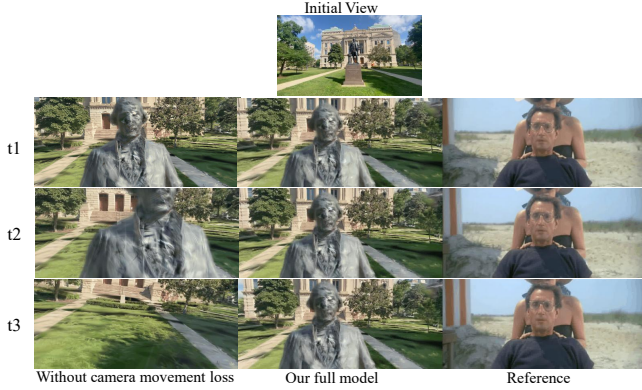 Initial View
t1
t2
t3
Without camera movement loss
Our full model
Reference